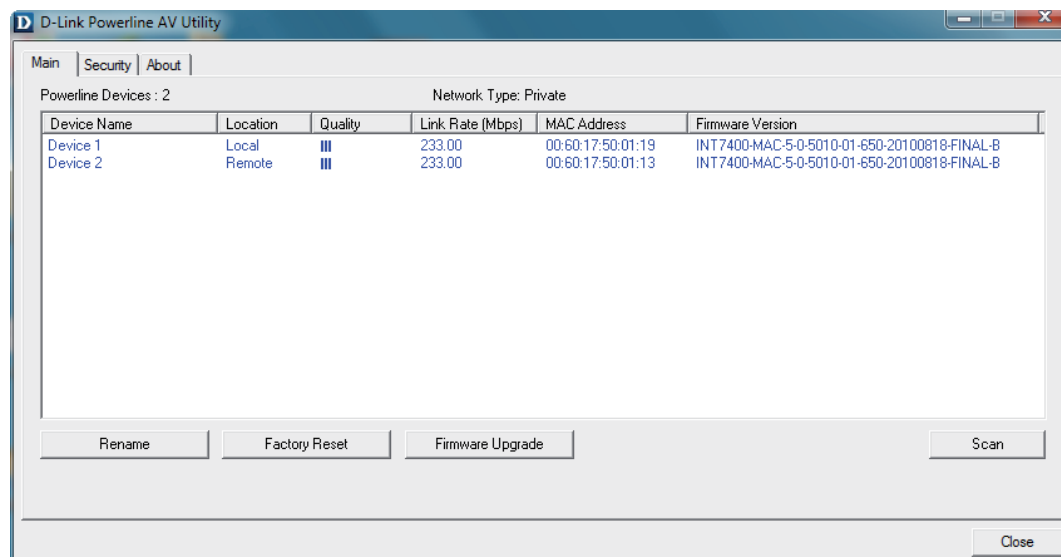 D D-Link Powerline AV Utility
Main Security About
Powerline Devices : 2 Network Type: Private
Device Name Location Quality Link Rate (Mbps) MAC Address Firmware Version
Device 1 Local 233.00 00:60:17:50:01:19 INT7400-MAC-5-0-5010-01-650-20100818-FINAL-B
Device 2 Remote 233.00 00:60:17:50:01:13 INT7400-MAC-5-0-5010-01-650-20100818-FINAL-B
Rename Factory Reset Firmware Upgrade Scan
Close